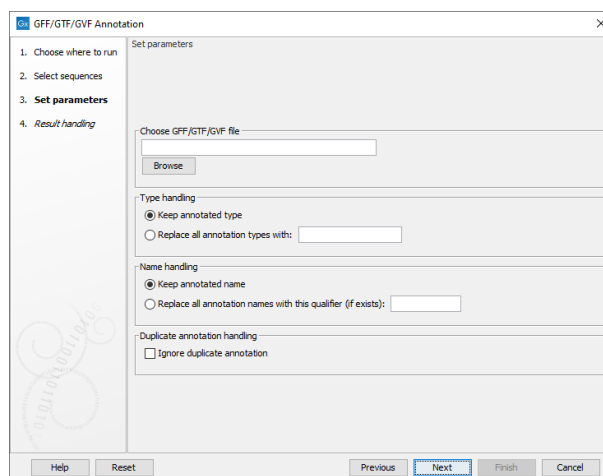 Gx GFF/GTF/GVF Annotation
1. Choose where to run
2. Select sequences
3. Set parameters
4. Result handling
Set parameters
Choose GFF/GTF/GVF file
Browse
Type handling
Keep annotated type
Replace all annotation types with:
Name handling
Keep annotated name
Replace all annotation names with this qualifier (if exists):
Duplicate annotation handling
Ignore duplicate annotation
Help Reset Previous Next Finish Cancel